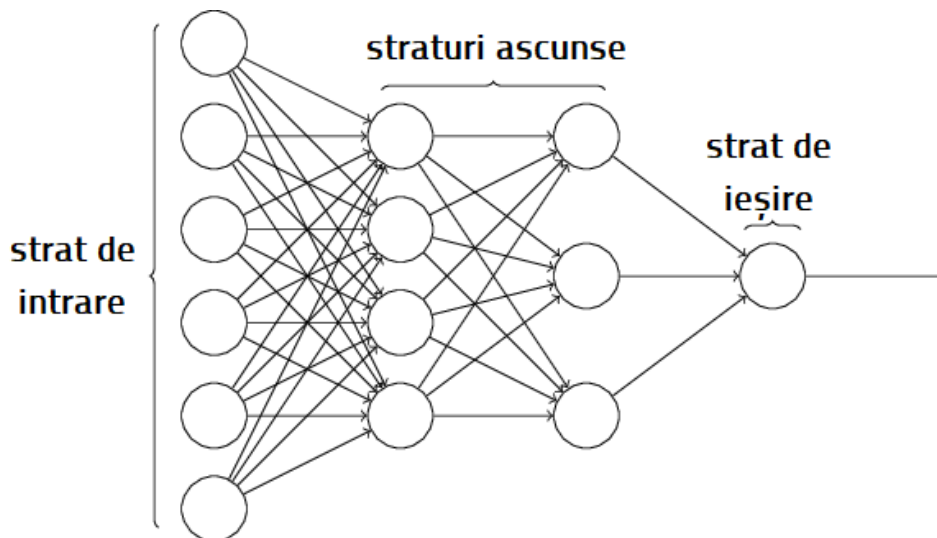 straturi ascunse
strat de
ieșire
strat de
intrare